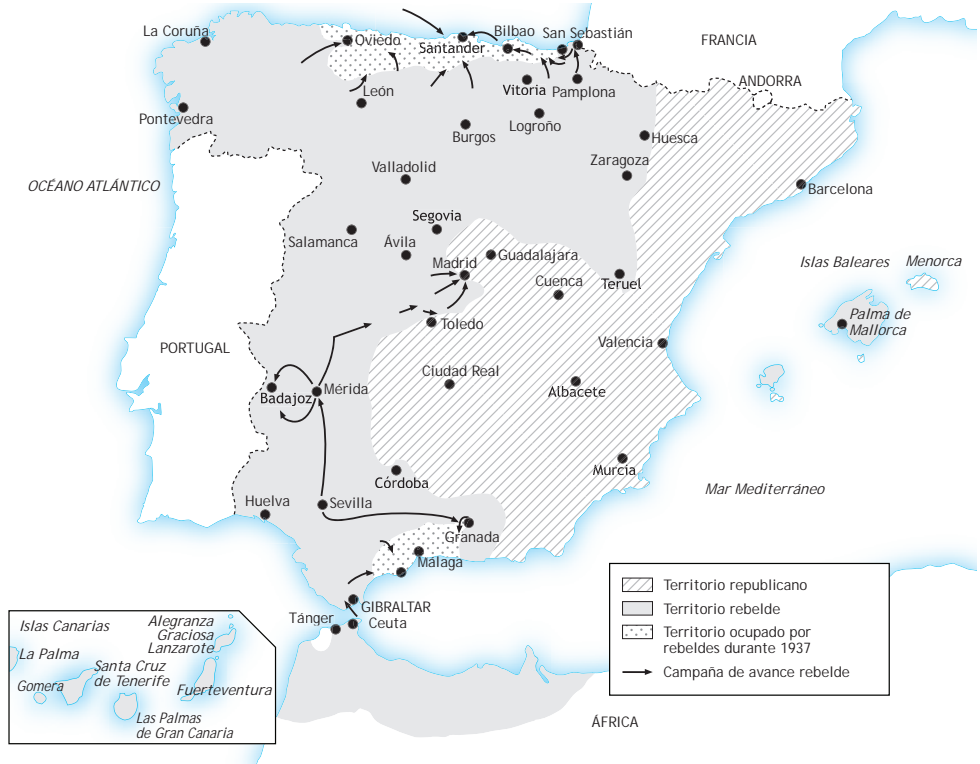 La Coruña
Oviedo
Santander
Bilbao
San Sebastián
FRANCIA
ANDORRA
León
Vitoria
Pamplona
Pontevedra
Burgos
Logroño
Huesca
Zaragoza
Valladolid
OCÉANO ATLÁNTICO
Barcelona
Segovia
Salamanca
Ávila
Madrid
Guadalajara
Cuenca
Teruel
Islas Baleares
Menorca
Toledo
Palma de
Mallorca
PORTUGAL
Valencia
Ciudad Real
Badajoz
Mérida
Albacete
Córdoba
Murcia
Mar Mediterráneo
Huelva
Sevilla
Granada
Málaga
GIBRALTAR
Tánger
Ceuta
ÁFRICA
Territorio republicano
Territorio rebelde
Territorio ocupado por
rebeldes durante 1937
Campaña de avance rebelde
Islas Canarias
Alegranza
Graciosa
Lanzarote
La Palma
Santa Cruz
de Tenerife
Gomera
Fuerteventura
Las Palmas
de Gran Canaria